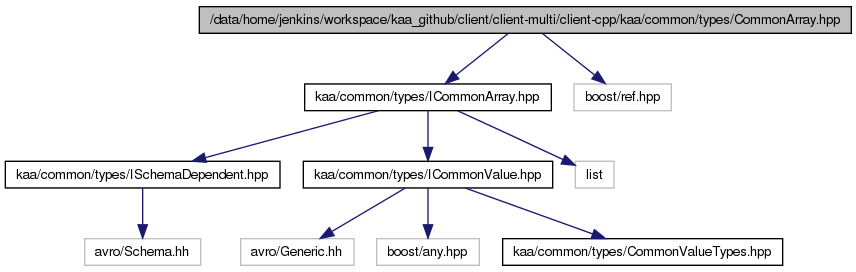 /data/home/jenkins/workspace/kaa_github/client/client-multi/client-cpp/kaa/common/types/CommonArray.hpp
kaa/common/types/ICommonArray.hpp
boost/ref.hpp
kaa/common/types/ISchemaDependent.hpp
kaa/common/types/ICommonValue.hpp
list
avro/Schema.hh
avro/Generic.hh
boost/any.hpp
kaa/common/types/CommonValueTypes.hpp